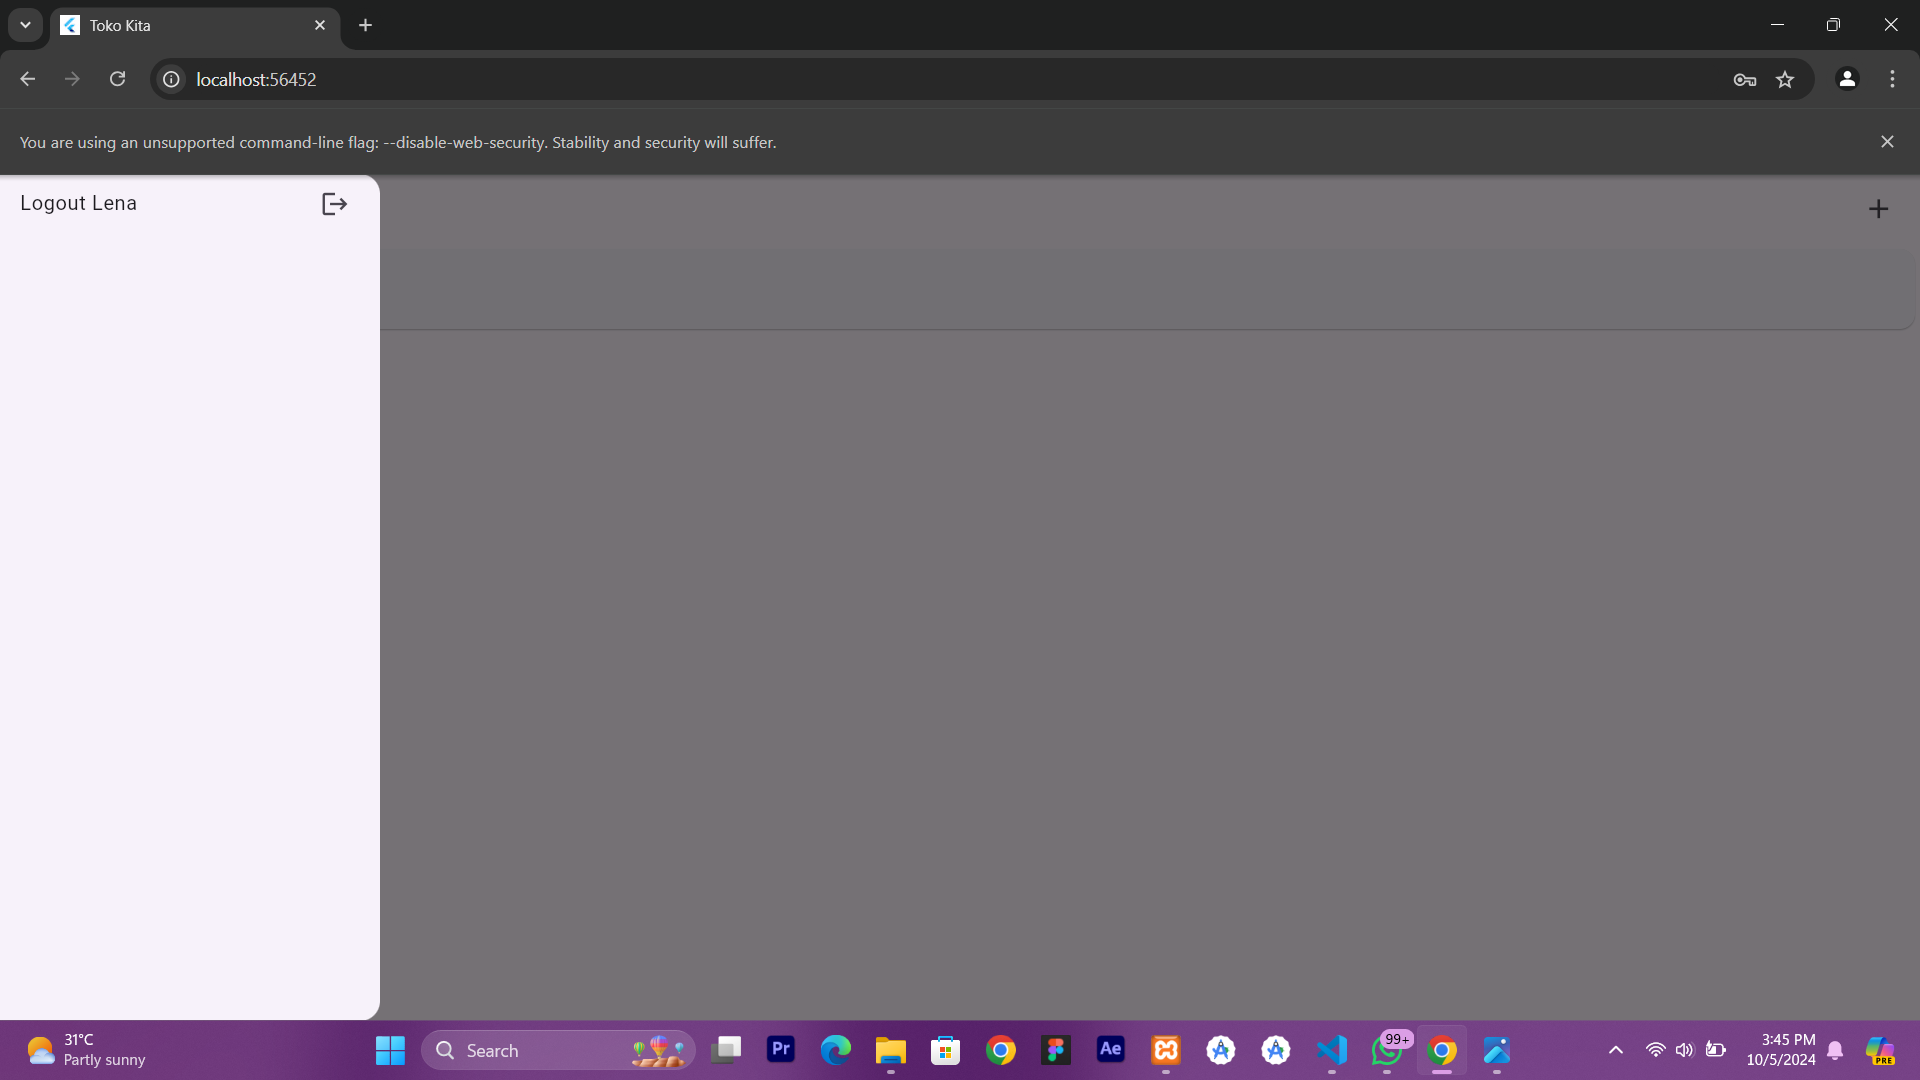 Toko Kita
localhost:56452
You are using an unsupported command-line flag: --disable-web-security. Stability and security will suffer.
Logout Lena
31°C
Partly sunny
Search
Pr
Ae
99+
3:45 PM
10/5/2024
PRE